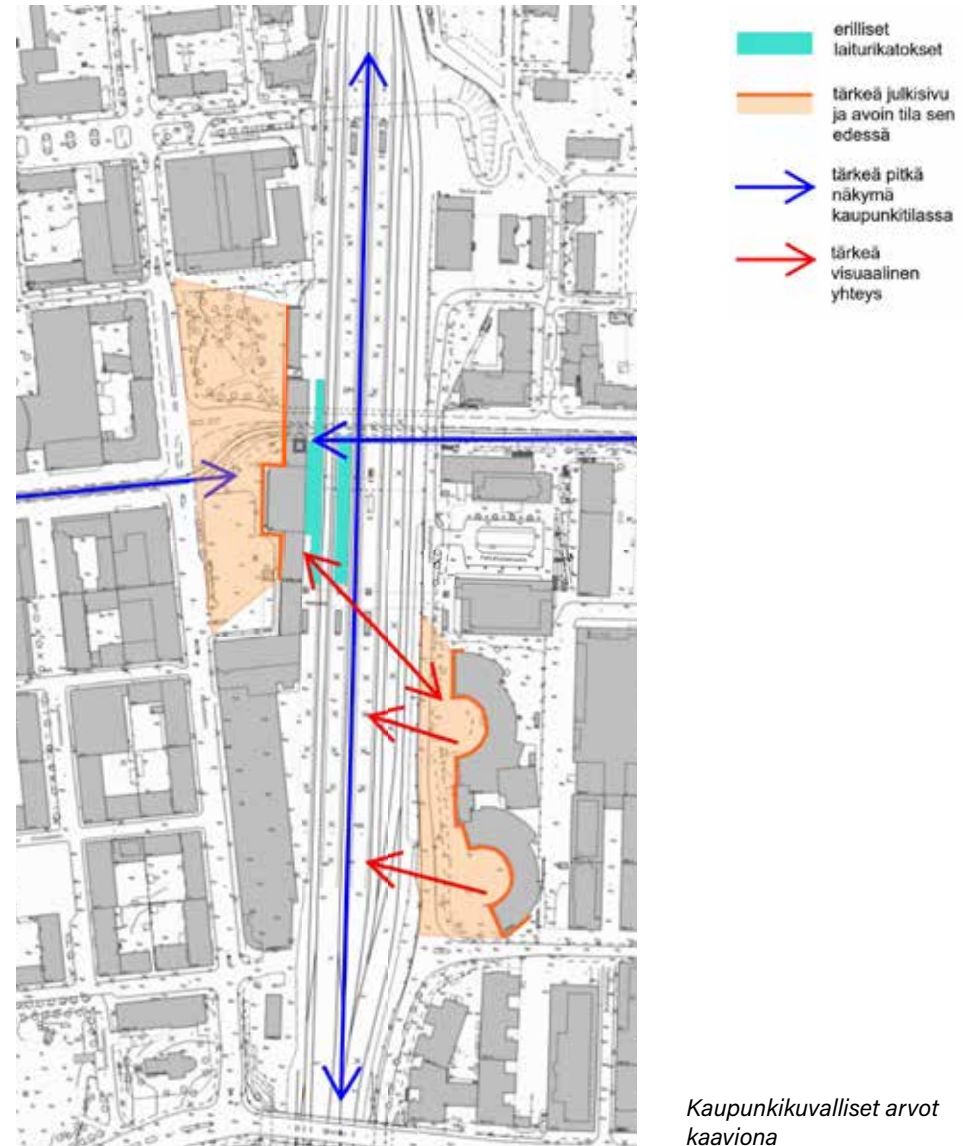 erilliset
laiturikatokset
tärkeä julkisivu
ja avoin tila sen
edessä
tärkeä pitkä
näkymä
kaupunkitilassa
tärkeä
visuaalinen
yhteys
Kaupunkikuvalliset arvot
kaaviona